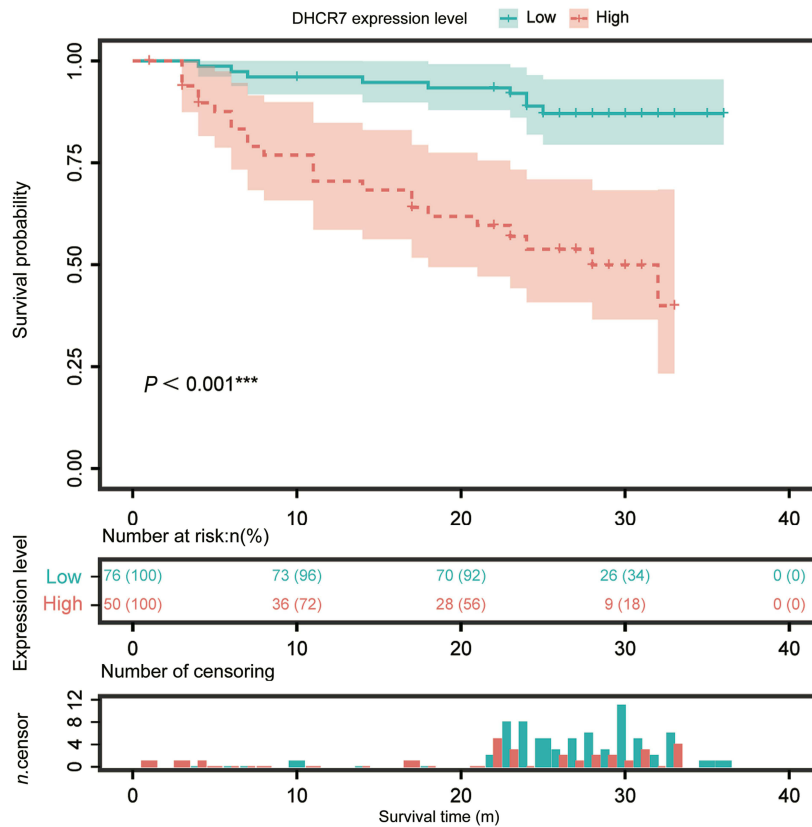 DHCR7 expression level Low High
Survival probability
1.00
0.75
0.50
0.25
0.00
P < 0.001***
0 10 20 30 40
Number at risk:n(%)
Expression level
Low 76 (100) 73 (96) 70 (92) 26 (34) 0 (0)
High 50 (100) 36 (72) 28 (56) 9 (18) 0 (0)
0 10 20 30 40
Number of censoring
n.censor
12
8
4
0
0 10 20 30 40
Survival time (m)